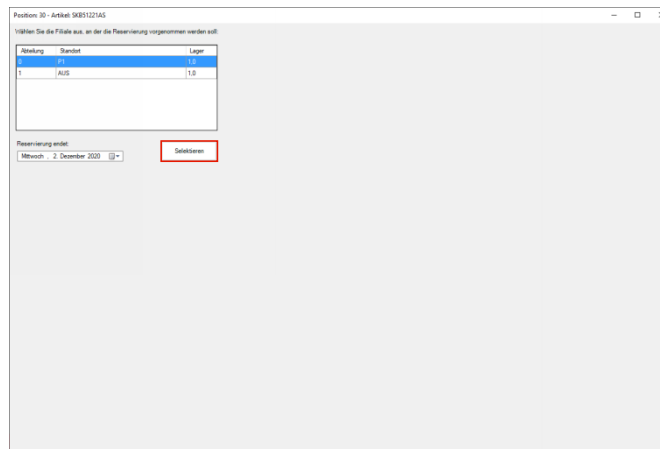 Position: 30 - Artikel: SKB51221AS
Wählen Sie die Filiale aus, an der die Reservierung vorgenommen werden soll:
Abteilung Standort Lager
0 P1 1,0
1 AUS 1,0
Reservierung endet:
Mittwoch , 2. Dezember 2020
Selektieren